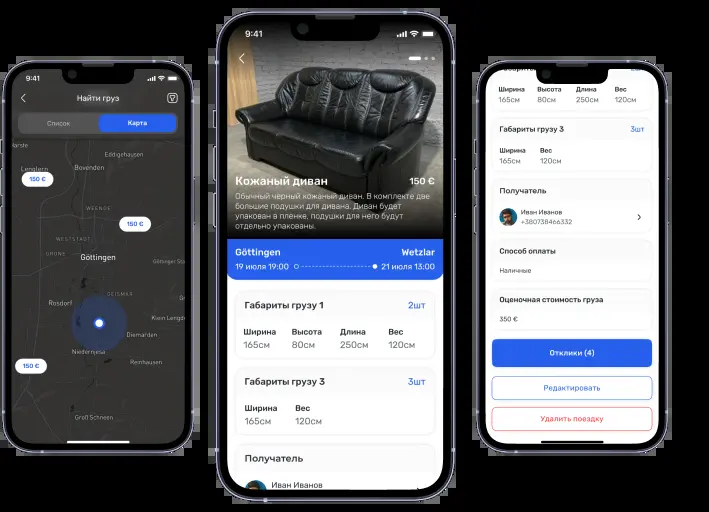 9:41
Найти груз
Список
Карта
Lenglern
Bovenden
Eddigehausen
150 €
WEENDE
150 €
WESTSTADT
GRONE
Göttingen
GEISMAR
Rosdorf
Diemarden
Niedernjesa
Reinhausen
150 €
Groß Schneen
9:41
Кожаный диван
150 €
Обычный черный кожаный диван. В комплекте две
большие подушки для дивана. Диван будет
упакован в пленке, подушки для него будут
отдельно упакованы.
Göttingen
Wetzlar
19 июля 19:00
21 июля 13:00
Габариты грузу 1
2шт
Ширина Высота Длина Вес
165см 80см 250см 120см
Габариты грузу 3
3шт
Ширина Вес
165см 120см
Получатель
Иван Иванов
Ширина Высота Длина Вес
165см 80см 250см 120см
Габариты грузу 3
3шт
Ширина Вес
165см 120см
Получатель
Иван Иванов
+380738466332
Способ оплаты
Наличные
Оценочная стоимость груза
350 €
Отклики (4)
Редактировать
Удалить поездку